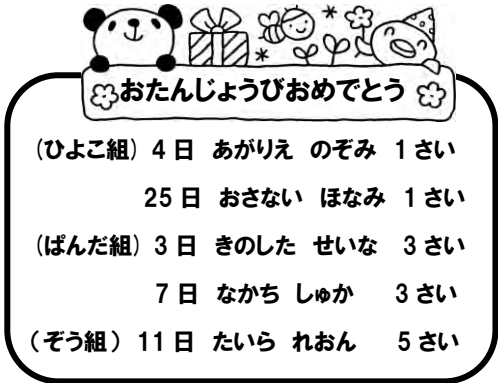 おたんじょうびおめでとう
(ひよこ組) 4日 あがりえ のぞみ 1さい
25日 おさない ほなみ 1さい
(ぱんだ組) 3日 きのした せいな 3さい
7日 なかち しゅか 3さい
(ぞう組) 11日 たいら れおん 5さい